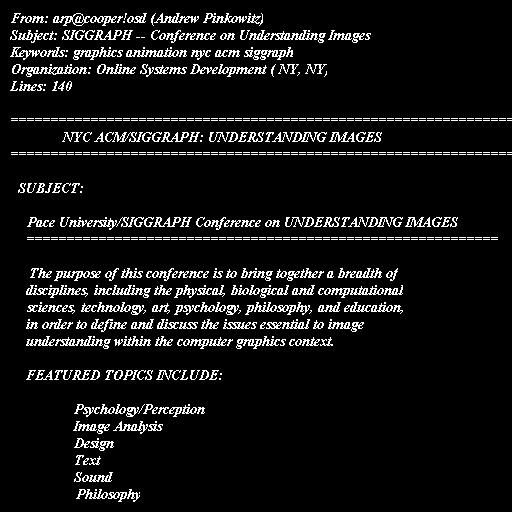 From: arp@cooper!osd (Andrew Pinkowitz)
Subject: SIGGRAPH -- Conference on Understanding Images
Keywords: graphics animation nyc acm siggraph
Organization: Online Systems Development ( NY, NY)
Lines: 140
======================================================================
NYC ACM/SIGGRAPH: UNDERSTANDING IMAGES
======================================================================
SUBJECT:
Pace University/SIGGRAPH Conference on UNDERSTANDING IMAGES
===========================================================
The purpose of this conference is to bring together a breadth of
disciplines, including the physical, biological and computational
sciences, technology, art, psychology, philosophy, and education,
in order to define and discuss the issues essential to image
understanding within the computer graphics context.
FEATURED TOPICS INCLUDE:
Psychology/Perception
Image Analysis
Design
Text
Sound
Philosophy